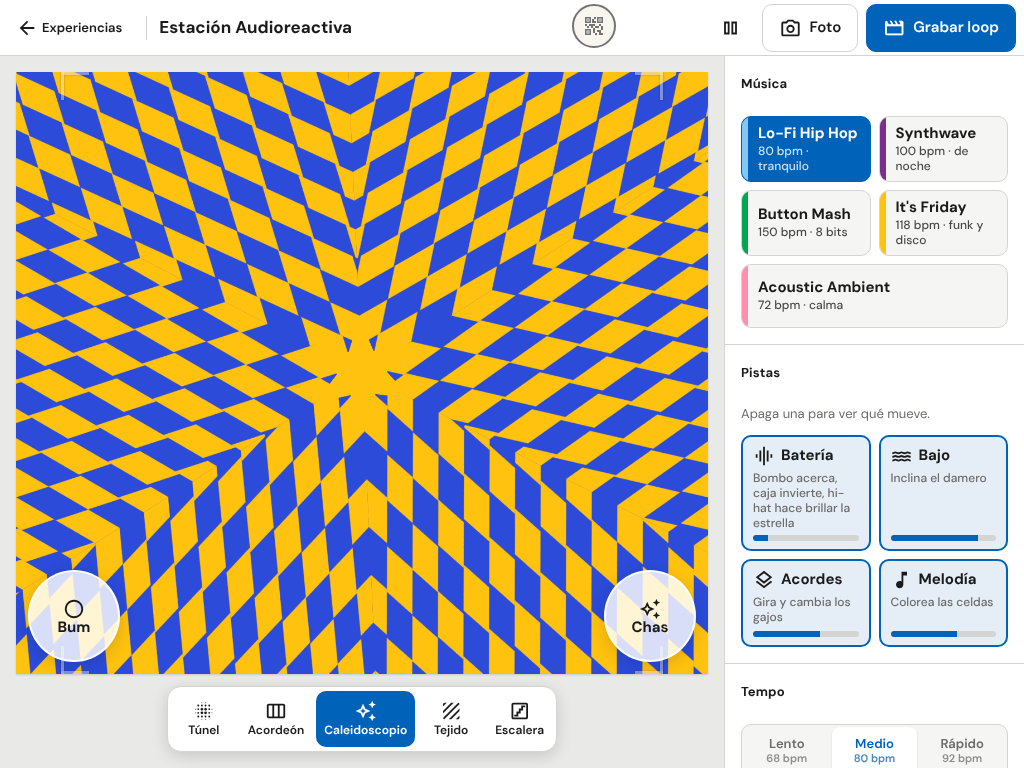 Experiencias
Estación Audioreactiva
Foto
Grabar loop
Música
Lo-Fi Hip Hop
80 bpm ·
tranquilo
Synthwave
100 bpm · de
noche
Button Mash
150 bpm · 8 bits
It's Friday
118 bpm · funk y
disco
Acoustic Ambient
72 bpm · calma
Pistas
Apaga una para ver qué mueve.
Batería
Bombo acerca,
caja invierte, hi-
hat hace brillar la
estrella
Bajo
Inclina el damero
Acordes
Gira y cambia los
gajos
Melodía
Colorea las celdas
Tempo
Lento
68 bpm
Medio
80 bpm
Rápido
92 bpm
Bum
Chas
Túnel
Acordeón
Caleidoscopio
Tejido
Escalera